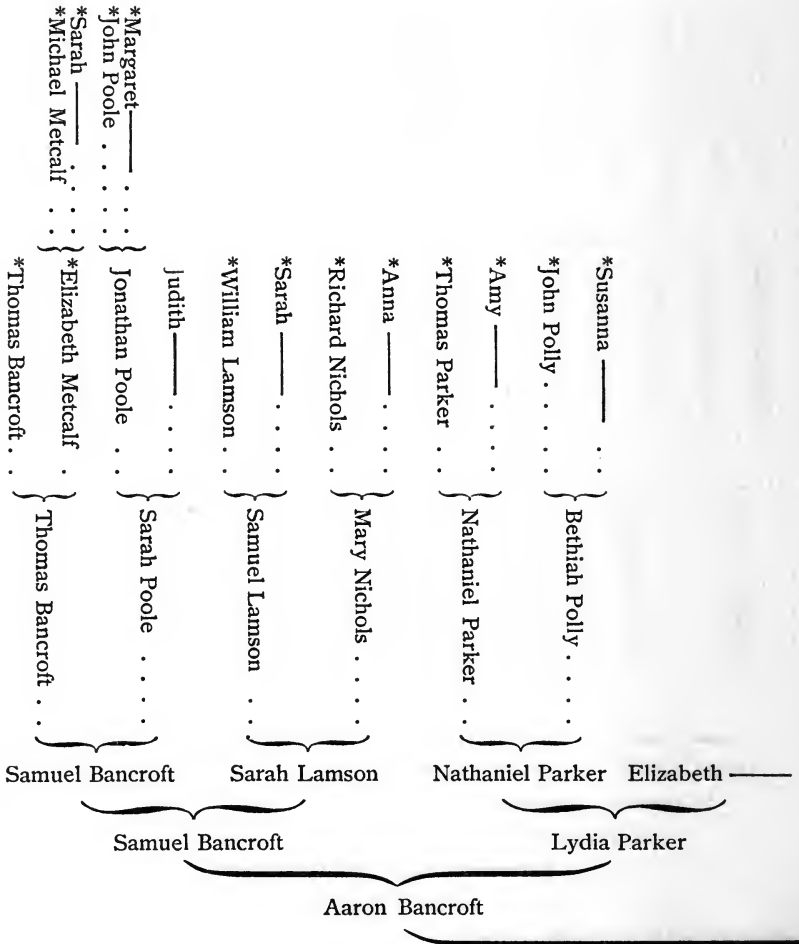 *Michael Metcalf . .
*Sarah —— . . .
*John Poole . . . . .
*Margaret —— . . .
*Thomas Bancroft . .
*Elizabeth Metcalf .
Jonathan Poole . .
Judith —— . . . .
*William Lamson . .
*Sarah —— . . . .
*Richard Nichols . .
*Anna —— . . . .
*Thomas Parker . .
*Amy —— . . . .
*John Polly . . . . .
*Susanna —— . .
Thomas Bancroft . .
Sarah Poole . . . .
Samuel Lamson . .
Mary Nichols . . . .
Nathaniel Parker . .
Bethiah Polly . . . .
Samuel Bancroft Sarah Lamson Nathaniel Parker Elizabeth ——
Samuel Bancroft Lydia Parker
Aaron Bancroft